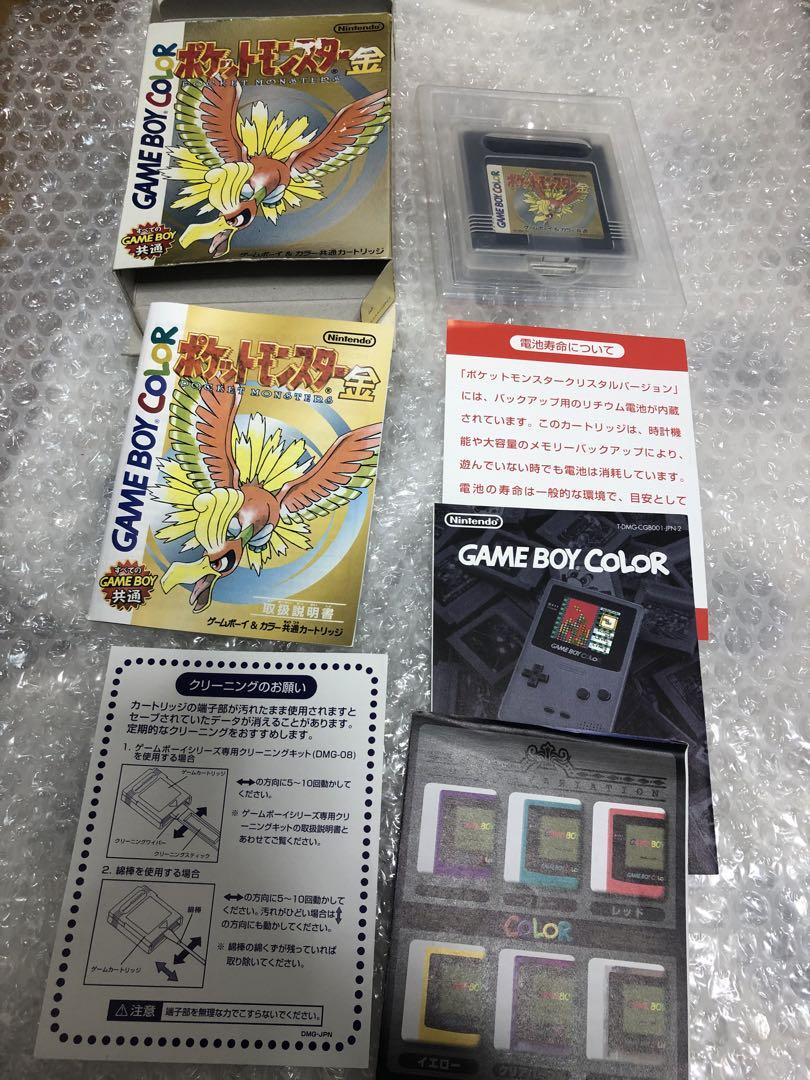 Nintendo
GAME BOY COLOR
ポケットモンスター金
POCKET MONSTERS
すべての
GAME BOY
共通
ゲームボーイ&カラー共通カートリッジ
GAME BOY COLOR
ポケットモンスター金
ゲームボーイ&カラー共通カートリッジ
Nintendo
GAME BOY COLOR
ポケットモンスター金
POCKET MONSTERS
すべての
GAME BOY
共通
取扱説明書
ゲームボーイ&カラー共通カートリッジ
電池寿命について
「ポケットモンスタークリスタルバージョン」
には、バックアップ用のリチウム電池が内蔵
されています。このカートリッジは、時計機
能や大容量のメモリーバックアップにより、
遊んでいない時でも電池は消耗しています。
電池の寿命は一般的な環境で、目安として
Nintendo
T-DMG-CGB001-JPN-2
GAME BOY COLOR
GAME BOY COLOR
クリーニングのお願い
カートリッジの端子部が汚れたまま使用されますと
セーブされていたデータが消えることがあります。
定期的なクリーニングをおすすめします。
1. ゲームボーイシリーズ専用クリーニングキット(DMG-08)
を使用する場合
ゲームカートリッジ
クリーニングワイパー
クリーニングスティック
⟷の方向に5〜10回動かして
ください。
※ ゲームボーイシリーズ専用クリ
ーニングキットの取扱説明書と
あわせてご覧ください。
2. 綿棒を使用する場合
綿棒
ゲームカートリッジ
⟷の方向に5〜10回動かして
ください。汚れがひどい場合は↕
の方向にも動かしてください。
※ 綿棒の綿くずが残っていれば
取り除いてください。
⚠注意 端子部を無理な力でこすらないでください。
DMG-JPN
VARIATION
レッド
COLOR
イエロー